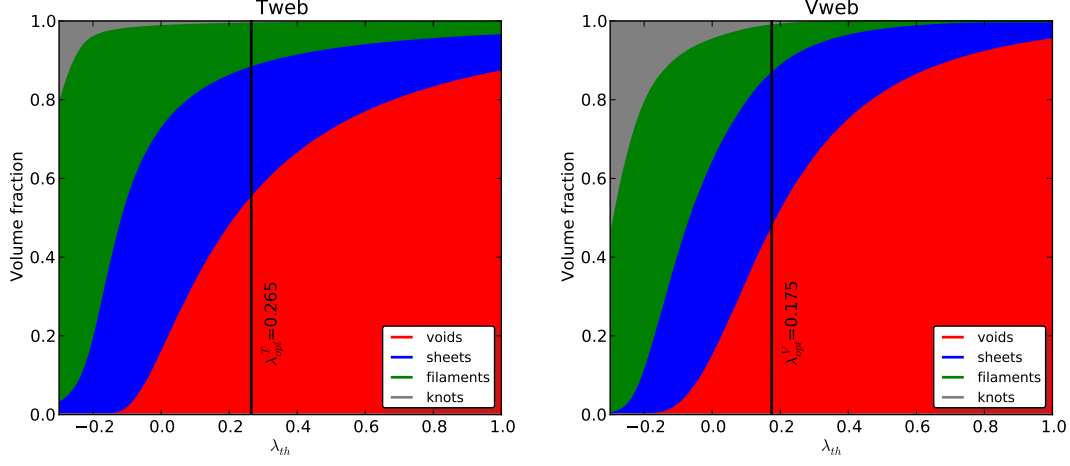 Tweb
1.0
0.8
0.6
0.4
0.2
0.0
Volume fraction
−0.2 0.0 0.2 0.4 0.6 0.8 1.0
λ_th
λ^T_opt=0.265
voids
sheets
filaments
knots
Vweb
1.0
0.8
0.6
0.4
0.2
0.0
Volume fraction
−0.2 0.0 0.2 0.4 0.6 0.8 1.0
λ_th
λ^V_opt=0.175
voids
sheets
filaments
knots